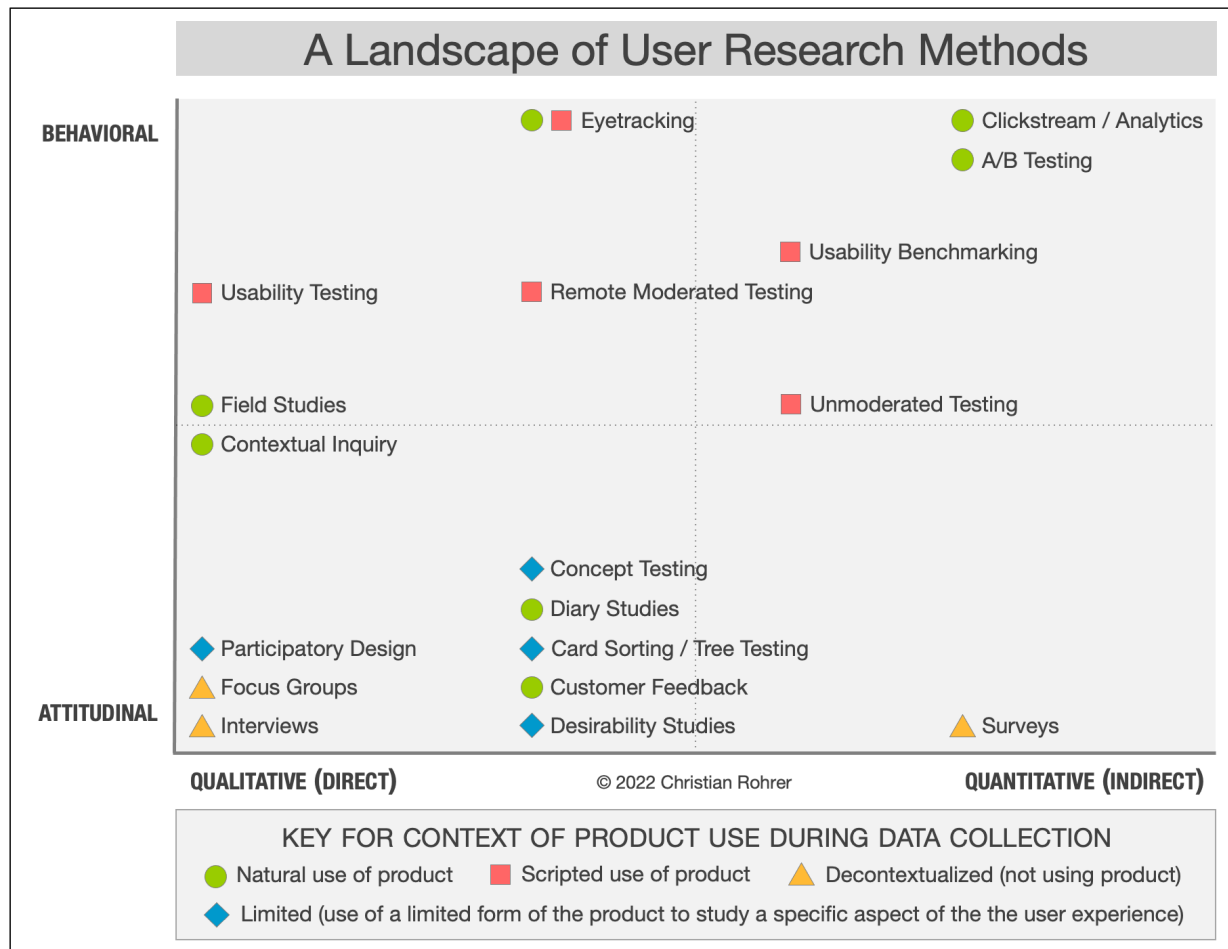 A Landscape of User Research Methods
BEHAVIORAL
Eyetracking
Clickstream / Analytics
A/B Testing
Usability Benchmarking
Usability Testing
Remote Moderated Testing
Field Studies
Unmoderated Testing
Contextual Inquiry
Concept Testing
Diary Studies
Participatory Design
Card Sorting / Tree Testing
Focus Groups
Customer Feedback
ATTITUDINAL
Interviews
Desirability Studies
Surveys
QUALITATIVE (DIRECT)
© 2022 Christian Rohrer
QUANTITATIVE (INDIRECT)
KEY FOR CONTEXT OF PRODUCT USE DURING DATA COLLECTION
Natural use of product
Scripted use of product
Decontextualized (not using product)
Limited (use of a limited form of the product to study a specific aspect of the the user experience)